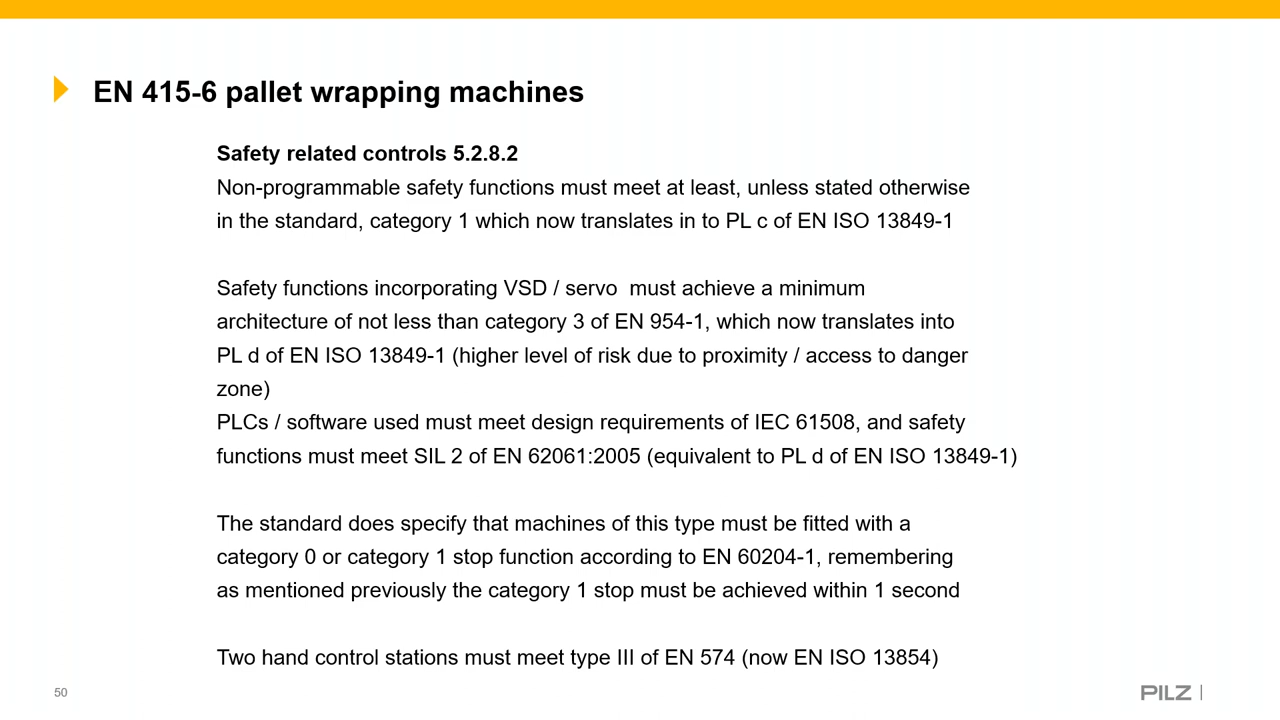 EN 415-6 pallet wrapping machines
Safety related controls 5.2.8.2
Non-programmable safety functions must meet at least, unless stated otherwise
in the standard, category 1 which now translates in to PL c of EN ISO 13849-1
Safety functions incorporating VSD / servo  must achieve a minimum
architecture of not less than category 3 of EN 954-1, which now translates into
PL d of EN ISO 13849-1 (higher level of risk due to proximity / access to danger
zone)
PLCs / software used must meet design requirements of IEC 61508, and safety
functions must meet SIL 2 of EN 62061:2005 (equivalent to PL d of EN ISO 13849-1)
The standard does specify that machines of this type must be fitted with a
category 0 or category 1 stop function according to EN 60204-1, remembering
as mentioned previously the category 1 stop must be achieved within 1 second
Two hand control stations must meet type III of EN 574 (now EN ISO 13854)
50
PILZ